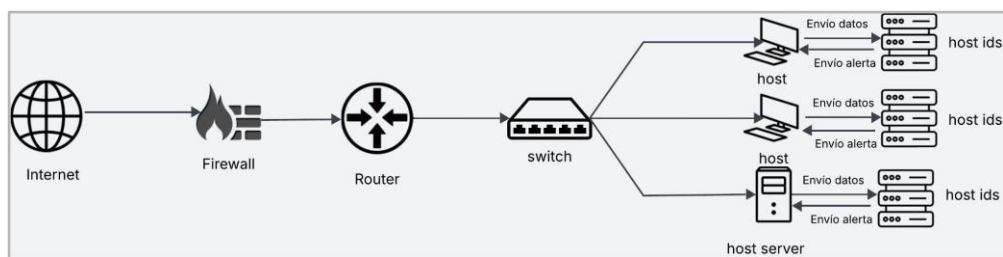 Internet
Firewall
Router
switch
host
Envío datos
Envío alerta
host ids
host
Envío datos
Envío alerta
host ids
host server
Envío datos
Envío alerta
host ids